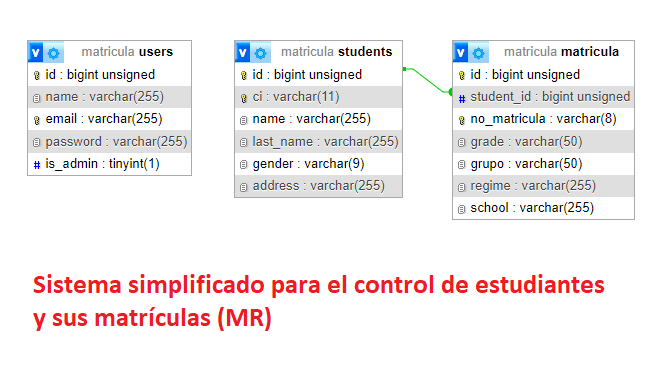 v matricula users
id : bigint unsigned
name : varchar(255)
email : varchar(255)
password : varchar(255)
# is_admin : tinyint(1)
v matricula students
id : bigint unsigned
ci : varchar(11)
name : varchar(255)
last_name : varchar(255)
gender : varchar(9)
address : varchar(255)
v matricula matricula
id : bigint unsigned
# student_id : bigint unsigned
no_matricula : varchar(8)
grade : varchar(50)
grupo : varchar(50)
regime : varchar(255)
school : varchar(255)
Sistema simplificado para el control de estudiantes
y sus matrículas (MR)